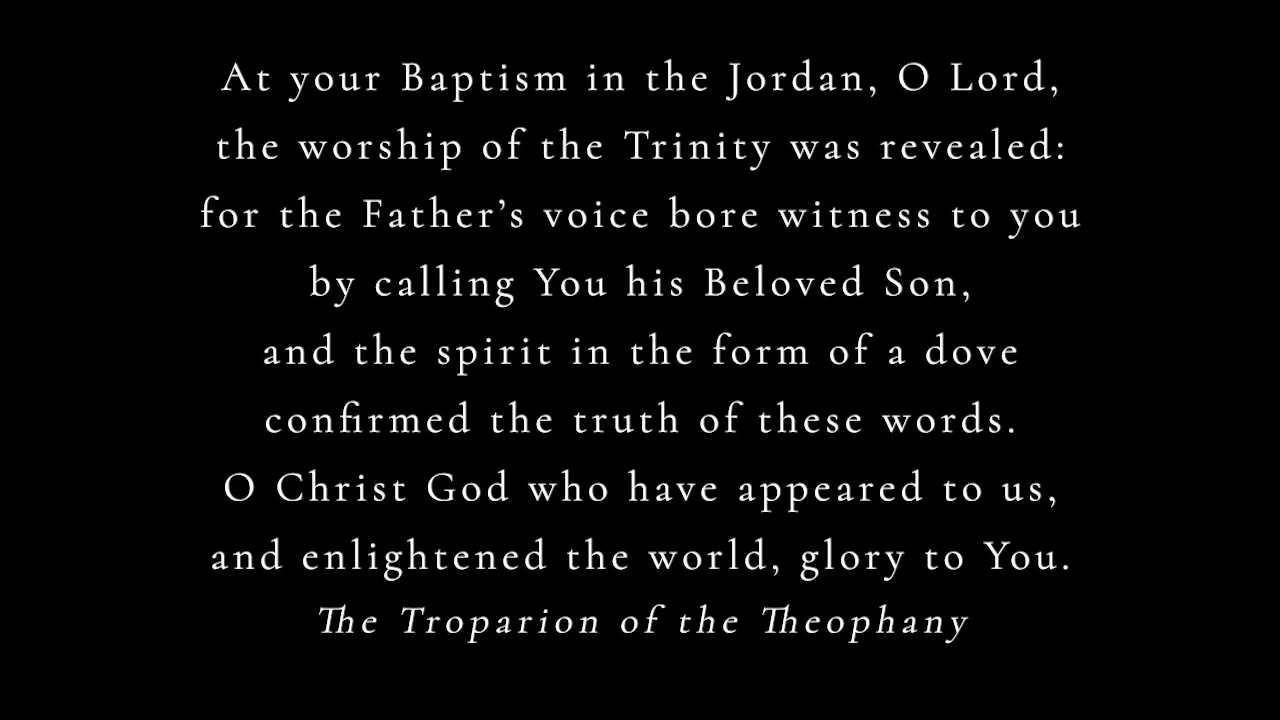 At your Baptism in the Jordan, O Lord,
the worship of the Trinity was revealed:
for the Father’s voice bore witness to you
by calling You his Beloved Son,
and the spirit in the form of a dove
confirmed the truth of these words.
O Christ God who have appeared to us,
and enlightened the world, glory to You.
The Troparion of the Theophany